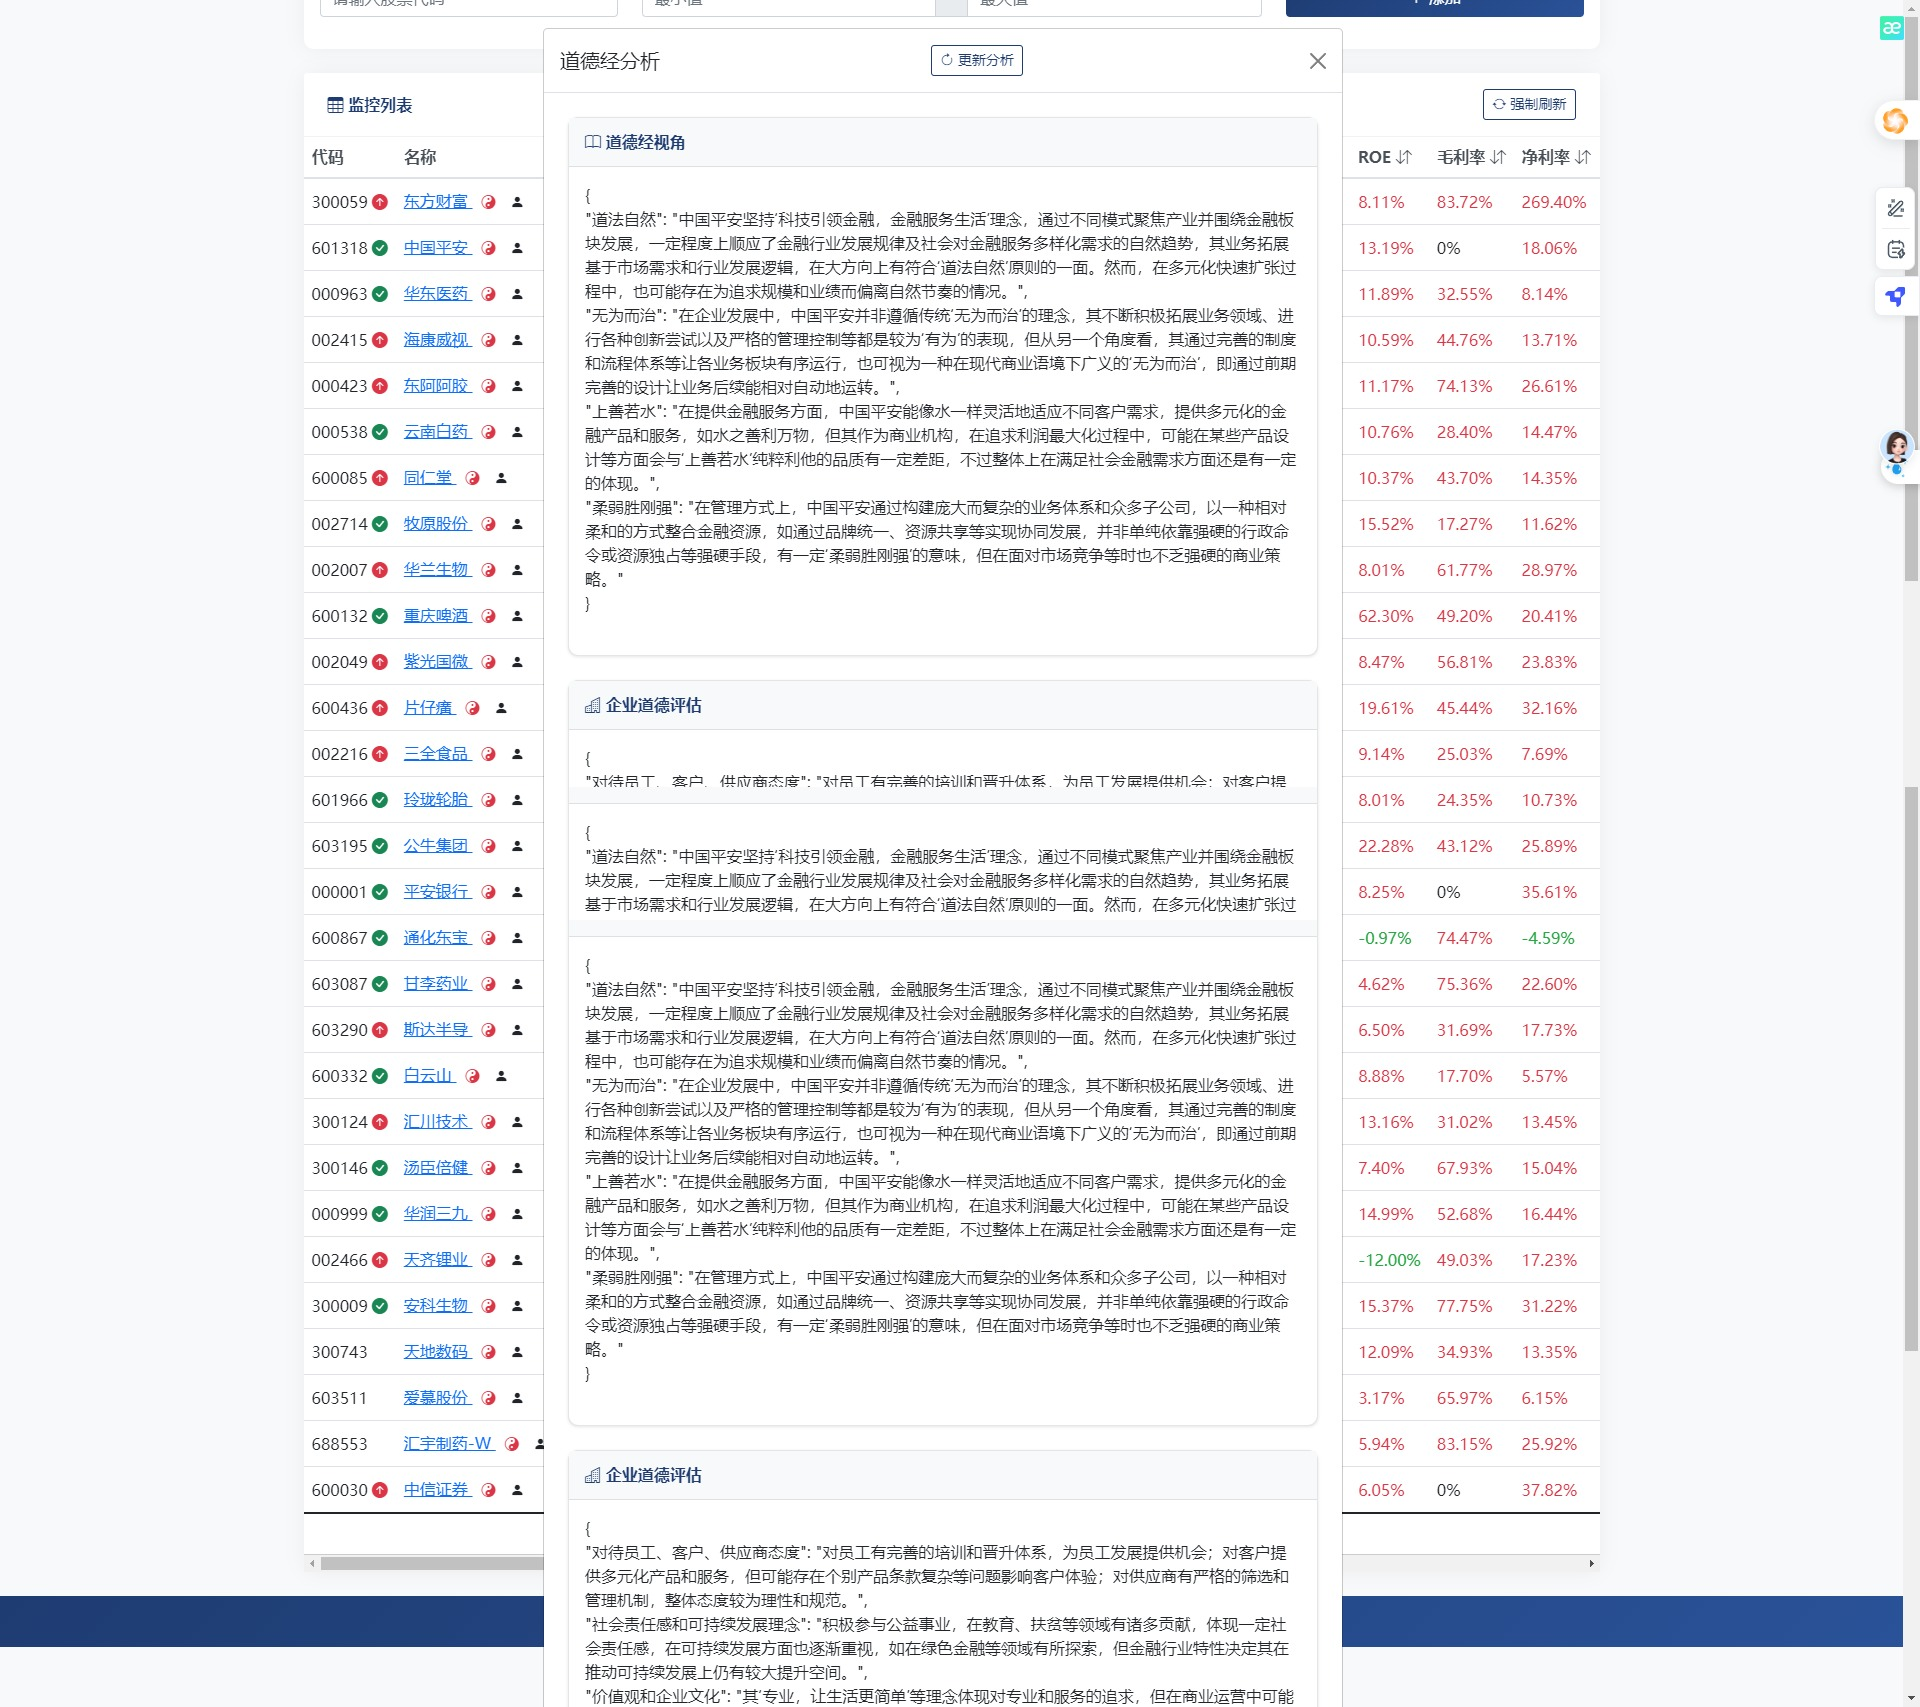 道德经分析
更新分析
监控列表
强制刷新
代码 名称 ROE 毛利率 净利率
300059 东方财富 8.11% 83.72% 269.40%
601318 中国平安 13.19% 0% 18.06%
000963 华东医药 11.89% 32.55% 8.14%
002415 海康威视 10.59% 44.76% 13.71%
000423 东阿阿胶 11.17% 74.13% 26.61%
000538 云南白药 10.76% 28.40% 14.47%
600085 同仁堂 10.37% 43.70% 14.35%
002714 牧原股份 15.52% 17.27% 11.62%
002007 华兰生物 8.01% 61.77% 28.97%
600132 重庆啤酒 62.30% 49.20% 20.41%
002049 紫光国微 8.47% 56.81% 23.83%
600436 片仔癀 19.61% 45.44% 32.16%
002216 三全食品 9.14% 25.03% 7.69%
601966 玲珑轮胎 8.01% 24.35% 10.73%
603195 公牛集团 22.28% 43.12% 25.89%
000001 平安银行 8.25% 0% 35.61%
600867 通化东宝 -0.97% 74.47% -4.59%
603087 甘李药业 4.62% 75.36% 22.60%
603290 斯达半导 6.50% 31.69% 17.73%
600332 白云山 8.88% 17.70% 5.57%
300124 汇川技术 13.16% 31.02% 13.45%
300146 汤臣倍健 7.40% 67.93% 15.04%
000999 华润三九 14.99% 52.68% 16.44%
002466 天齐锂业 -12.00% 49.03% 17.23%
300009 安科生物 15.37% 77.75% 31.22%
300743 天地数码 12.09% 34.93% 13.35%
603511 爱慕股份 3.17% 65.97% 6.15%
688553 汇宇制药-W 5.94% 83.15% 25.92%
600030 中信证券 6.05% 0% 37.82%
道德经视角
{
"道法自然": "中国平安坚持'科技引领金融，金融服务生活'理念，通过不同模式聚焦产业并围绕金融板
块发展，一定程度上顺应了金融行业发展规律及社会对金融服务多样化需求的自然趋势，其业务拓展
基于市场需求和行业发展逻辑，在大方向上有符合'道法自然'原则的一面。然而，在多元化快速扩张过
程中，也可能存在为追求规模和业绩而偏离自然节奏的情况。",
"无为而治": "在企业发展中，中国平安并非遵循传统'无为而治'的理念，其不断积极拓展业务领域、进
行各种创新尝试以及严格的管理控制等都是较为'有为'的表现，但从另一个角度看，其通过完善的制度
和流程体系等让各业务板块有序运行，也可视为一种在现代商业语境下广义的'无为而治'，即通过前期
完善的设计让业务后续能相对自动地运转。",
"上善若水": "在提供金融服务方面，中国平安能像水一样灵活地适应不同客户需求，提供多元化的金
融产品和服务，如水之善利万物，但其作为商业机构，在追求利润最大化过程中，可能在某些产品设
计等方面会与'上善若水'纯粹利他的品质有一定差距，不过整体上在满足社会金融需求方面还是有一定
的体现。",
"柔弱胜刚强": "在管理方式上，中国平安通过构建庞大而复杂的业务体系和众多子公司，以一种相对
柔和的方式整合金融资源，如通过品牌统一、资源共享等实现协同发展，并非单纯依靠强硬的行政命
令或资源独占等强硬手段，有一定'柔弱胜刚强'的意味，但在面对市场竞争等时也不乏强硬的商业策
略。"
}
企业道德评估
{
"对待员工、客户、供应商态度": "对员工有完善的培训和晋升体系，为员工发展提供机会；对客户提
{
"道法自然": "中国平安坚持'科技引领金融，金融服务生活'理念，通过不同模式聚焦产业并围绕金融板
块发展，一定程度上顺应了金融行业发展规律及社会对金融服务多样化需求的自然趋势，其业务拓展
基于市场需求和行业发展逻辑，在大方向上有符合'道法自然'原则的一面。然而，在多元化快速扩张过
{
"道法自然": "中国平安坚持'科技引领金融，金融服务生活'理念，通过不同模式聚焦产业并围绕金融板
块发展，一定程度上顺应了金融行业发展规律及社会对金融服务多样化需求的自然趋势，其业务拓展
基于市场需求和行业发展逻辑，在大方向上有符合'道法自然'原则的一面。然而，在多元化快速扩张过
程中，也可能存在为追求规模和业绩而偏离自然节奏的情况。",
"无为而治": "在企业发展中，中国平安并非遵循传统'无为而治'的理念，其不断积极拓展业务领域、进
行各种创新尝试以及严格的管理控制等都是较为'有为'的表现，但从另一个角度看，其通过完善的制度
和流程体系等让各业务板块有序运行，也可视为一种在现代商业语境下广义的'无为而治'，即通过前期
完善的设计让业务后续能相对自动地运转。",
"上善若水": "在提供金融服务方面，中国平安能像水一样灵活地适应不同客户需求，提供多元化的金
融产品和服务，如水之善利万物，但其作为商业机构，在追求利润最大化过程中，可能在某些产品设
计等方面会与'上善若水'纯粹利他的品质有一定差距，不过整体上在满足社会金融需求方面还是有一定
的体现。",
"柔弱胜刚强": "在管理方式上，中国平安通过构建庞大而复杂的业务体系和众多子公司，以一种相对
柔和的方式整合金融资源，如通过品牌统一、资源共享等实现协同发展，并非单纯依靠强硬的行政命
令或资源独占等强硬手段，有一定'柔弱胜刚强'的意味，但在面对市场竞争等时也不乏强硬的商业策
略。"
}
企业道德评估
{
"对待员工、客户、供应商态度": "对员工有完善的培训和晋升体系，为员工发展提供机会；对客户提
供多元化产品和服务，但可能存在个别产品条款复杂等问题影响客户体验；对供应商有严格的筛选和
管理机制，整体态度较为理性和规范。",
"社会责任感和可持续发展理念": "积极参与公益事业，在教育、扶贫等领域有诸多贡献，体现一定社
会责任感，在可持续发展方面也逐渐重视，如在绿色金融等领域有所探索，但金融行业特性决定其在
推动可持续发展上仍有较大提升空间。",
"价值观和企业文化": "其'专业，让生活更简单'等理念体现对专业和服务的追求，但在商业运营中可能